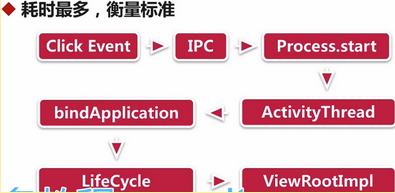 耗时最多，衡量标准
Click Event
IPC
Process.start
bindApplication
ActivityThread
LifeCycle
ViewRootImpl